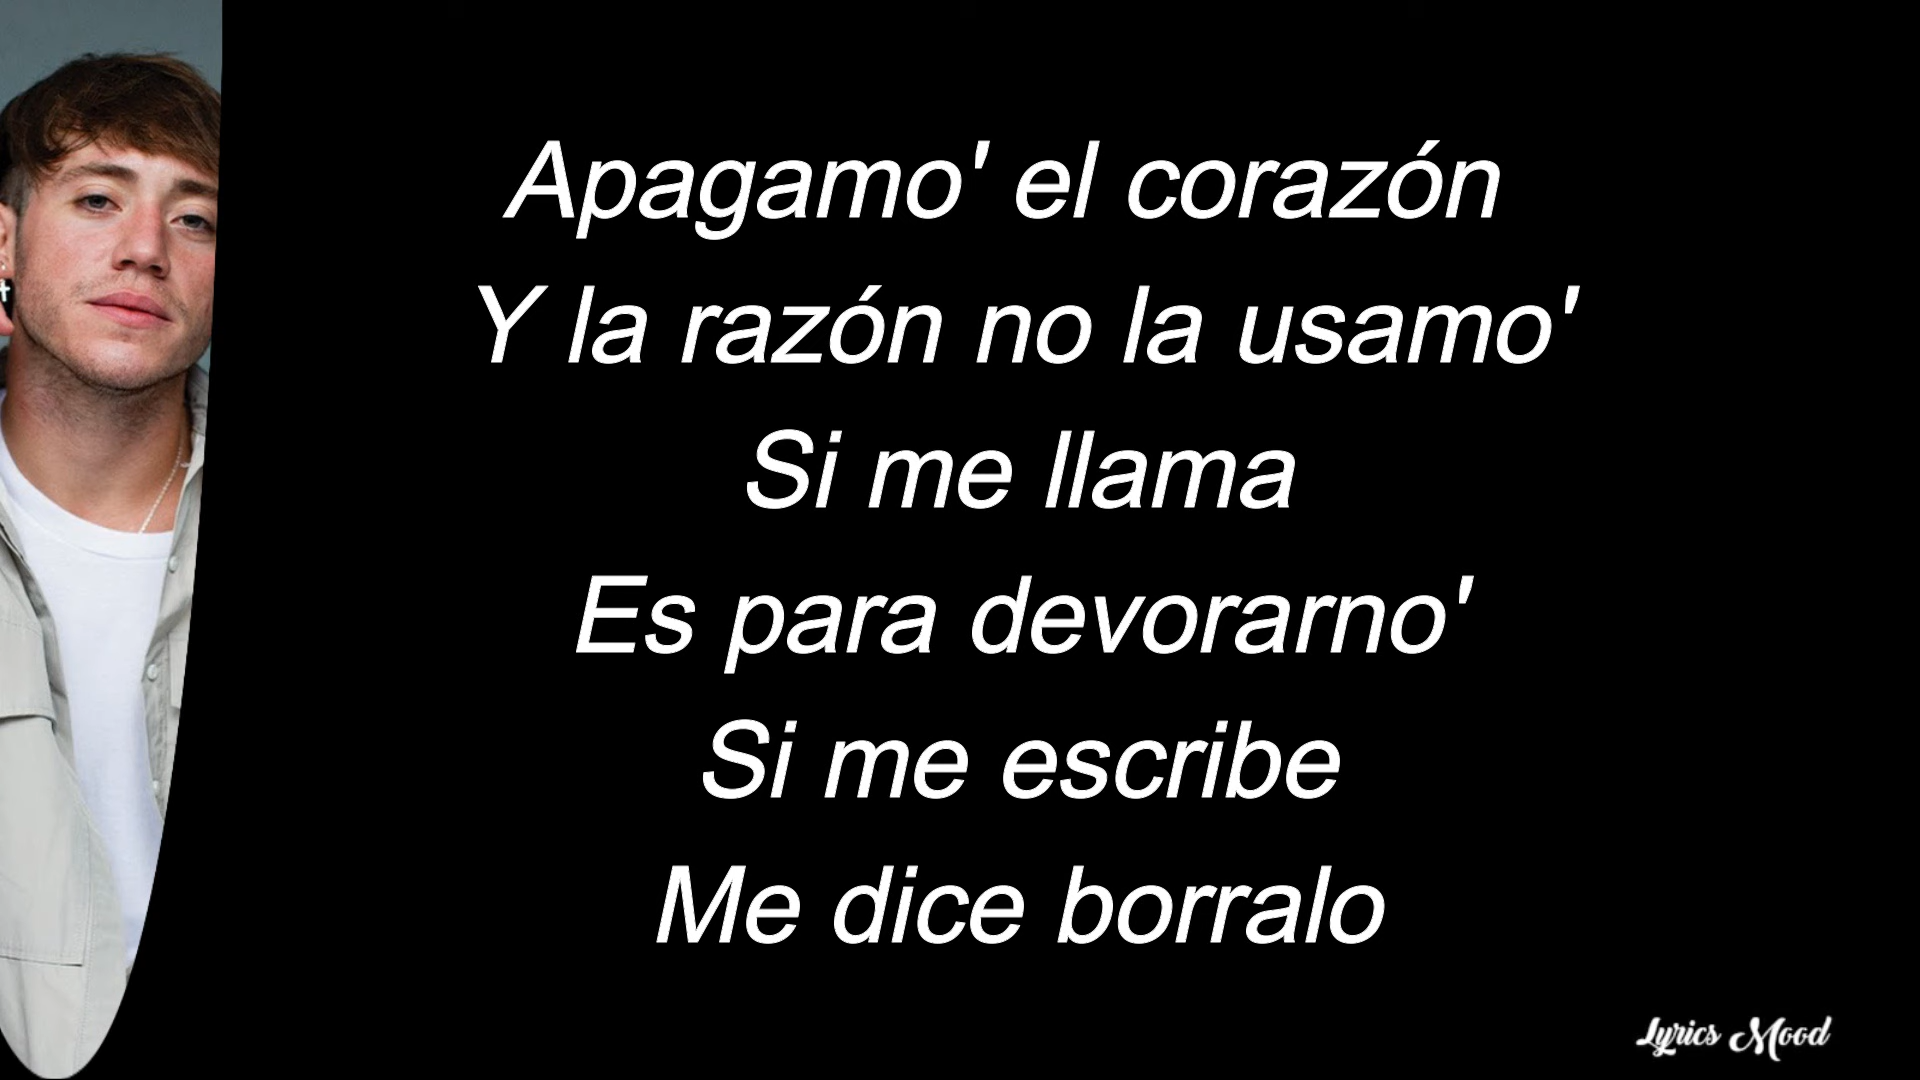 Apagamo' el corazón
Y la razón no la usamo'
Si me llama
Es para devorarno'
Si me escribe
Me dice borralo
Lyrics Mood